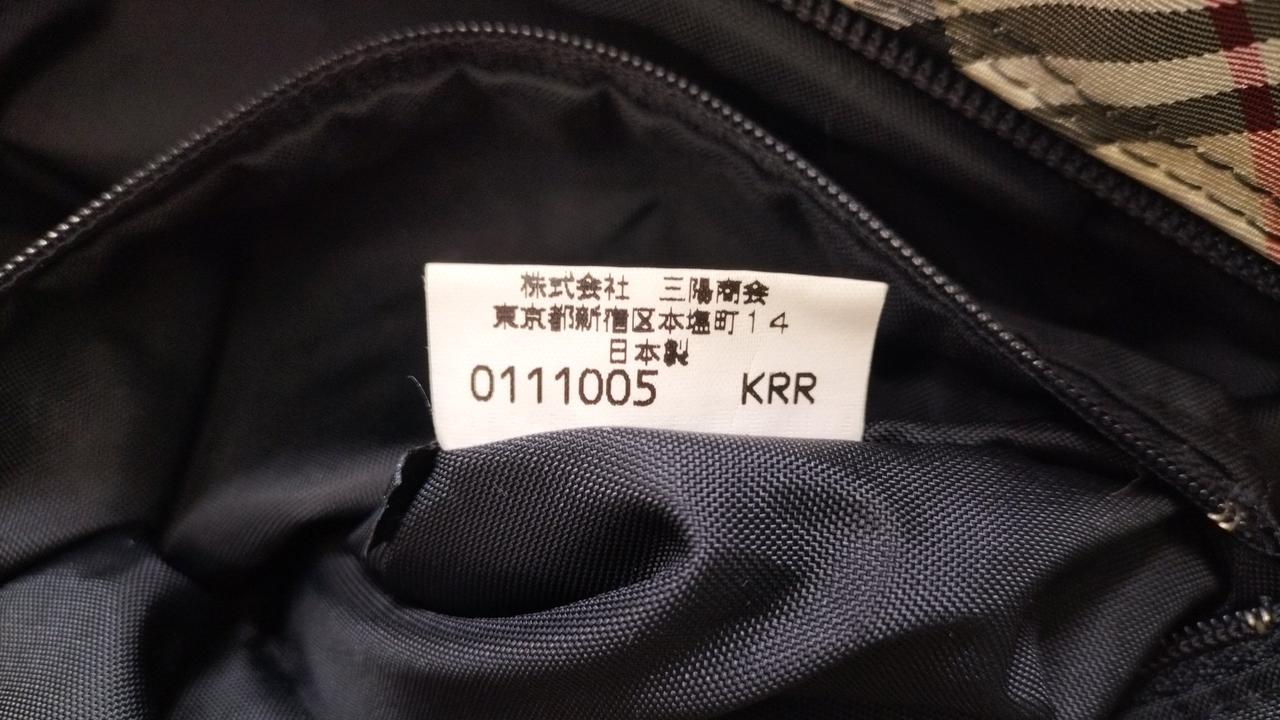 株式会社　三陽商会
東京都新宿区本塩町１４
日本製
0111005 KRR